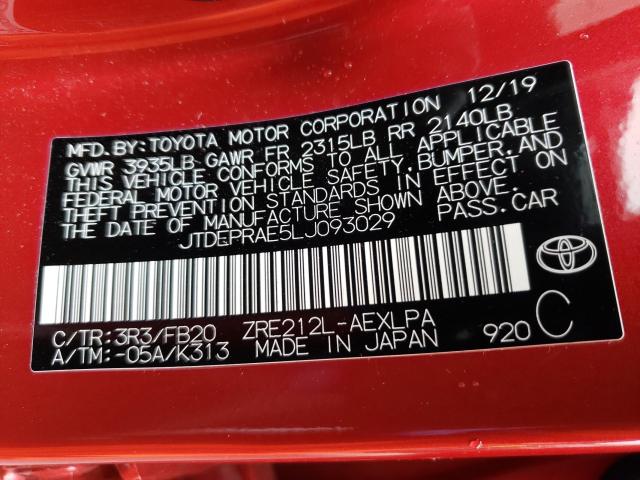 MFD. BY: TOYOTA MOTOR CORPORATION 12/19
GVWR 3935LB GAWR FR 2315LB RR 2140LB
THIS VEHICLE CONFORMS TO ALL APPLICABLE
FEDERAL MOTOR VEHICLE SAFETY, BUMPER, AND
THEFT PREVENTION STANDARDS IN EFFECT ON
THE DATE OF MANUFACTURE SHOWN ABOVE.
JTDEPRAE5LJ093029 PASS. CAR
C/TR: 3R3/FB20 ZRE212L-AEXLPA
A/TM: -05A/K313 MADE IN JAPAN 920 C